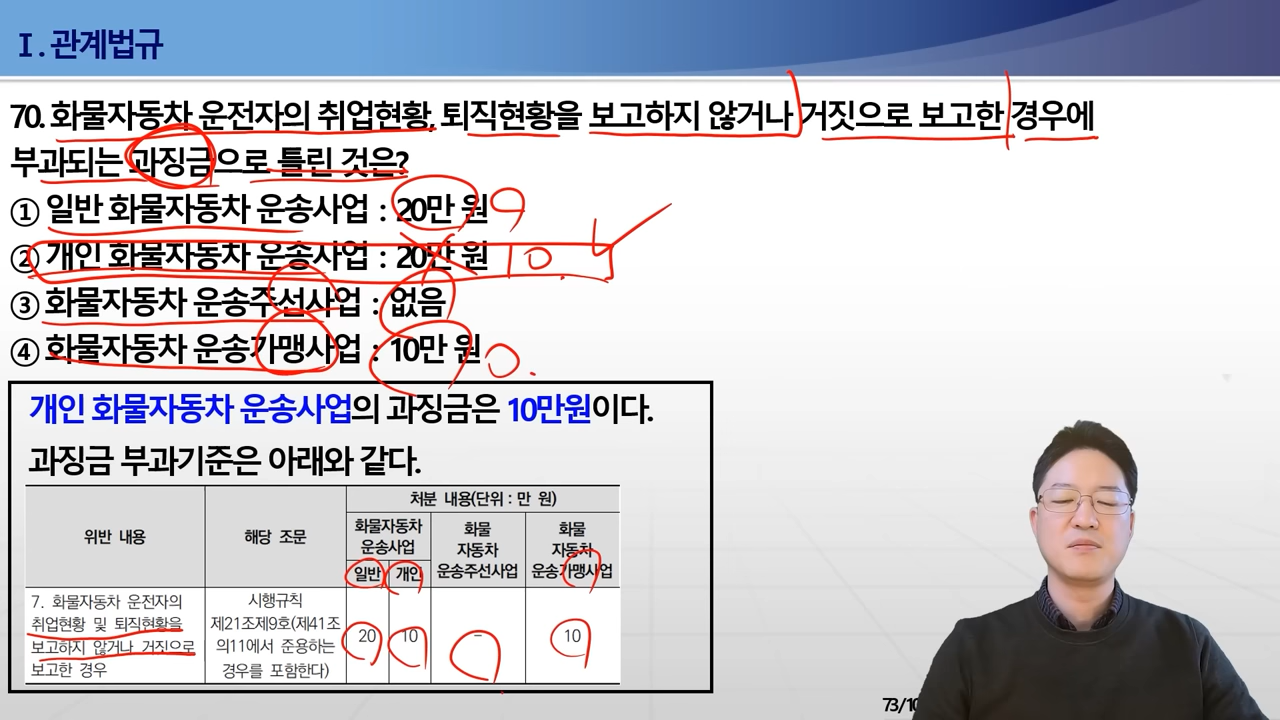 Ⅰ. 관계법규
70. 화물자동차 운전자의 취업현황, 퇴직현황을 보고하지 않거나 거짓으로 보고한 경우에
부과되는 과징금으로 틀린 것은?
① 일반 화물자동차 운송사업 : 20만 원
② 개인 화물자동차 운송사업 : 20만 원 10.
③ 화물자동차 운송주선사업 : 없음
④ 화물자동차 운송가맹사업 : 10만 원
개인 화물자동차 운송사업의 과징금은 10만원이다.
과징금 부과기준은 아래와 같다.
위반 내용
해당 조문
처분 내용(단위 : 만 원)
화물자동차
운송사업
일반 개인
화물
자동차
운송주선사업
화물
자동차
운송가맹사업
7. 화물자동차 운전자의
취업현황 및 퇴직현황을
보고하지 않거나 거짓으로
보고한 경우
시행규칙
제21조제9호(제41조
의11에서 준용하는
경우를 포함한다)
20 10 – 10
73/10